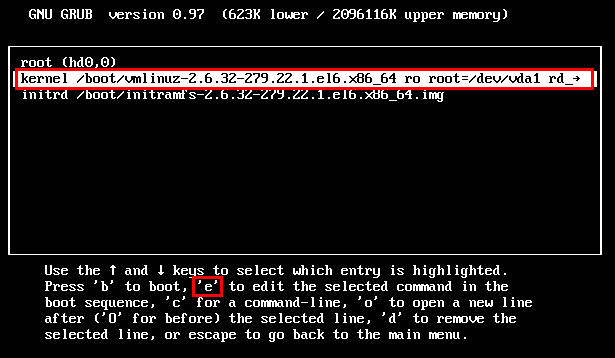 GNU GRUB version 0.97 (623K lower / 2096116K upper memory)
root (hd0,0)
kernel /boot/vmlinuz-2.6.32-279.22.1.el6.x86_64 ro root=/dev/vda1 rd_→
initrd /boot/initramfs-2.6.32-279.22.1.el6.x86_64.img
Use the ↑ and ↓ keys to select which entry is highlighted.
Press 'b' to boot, 'e' to edit the selected command in the
boot sequence, 'c' for a command-line, 'o' to open a new line
after ('O' for before) the selected line, 'd' to remove the
selected line, or escape to go back to the main menu.